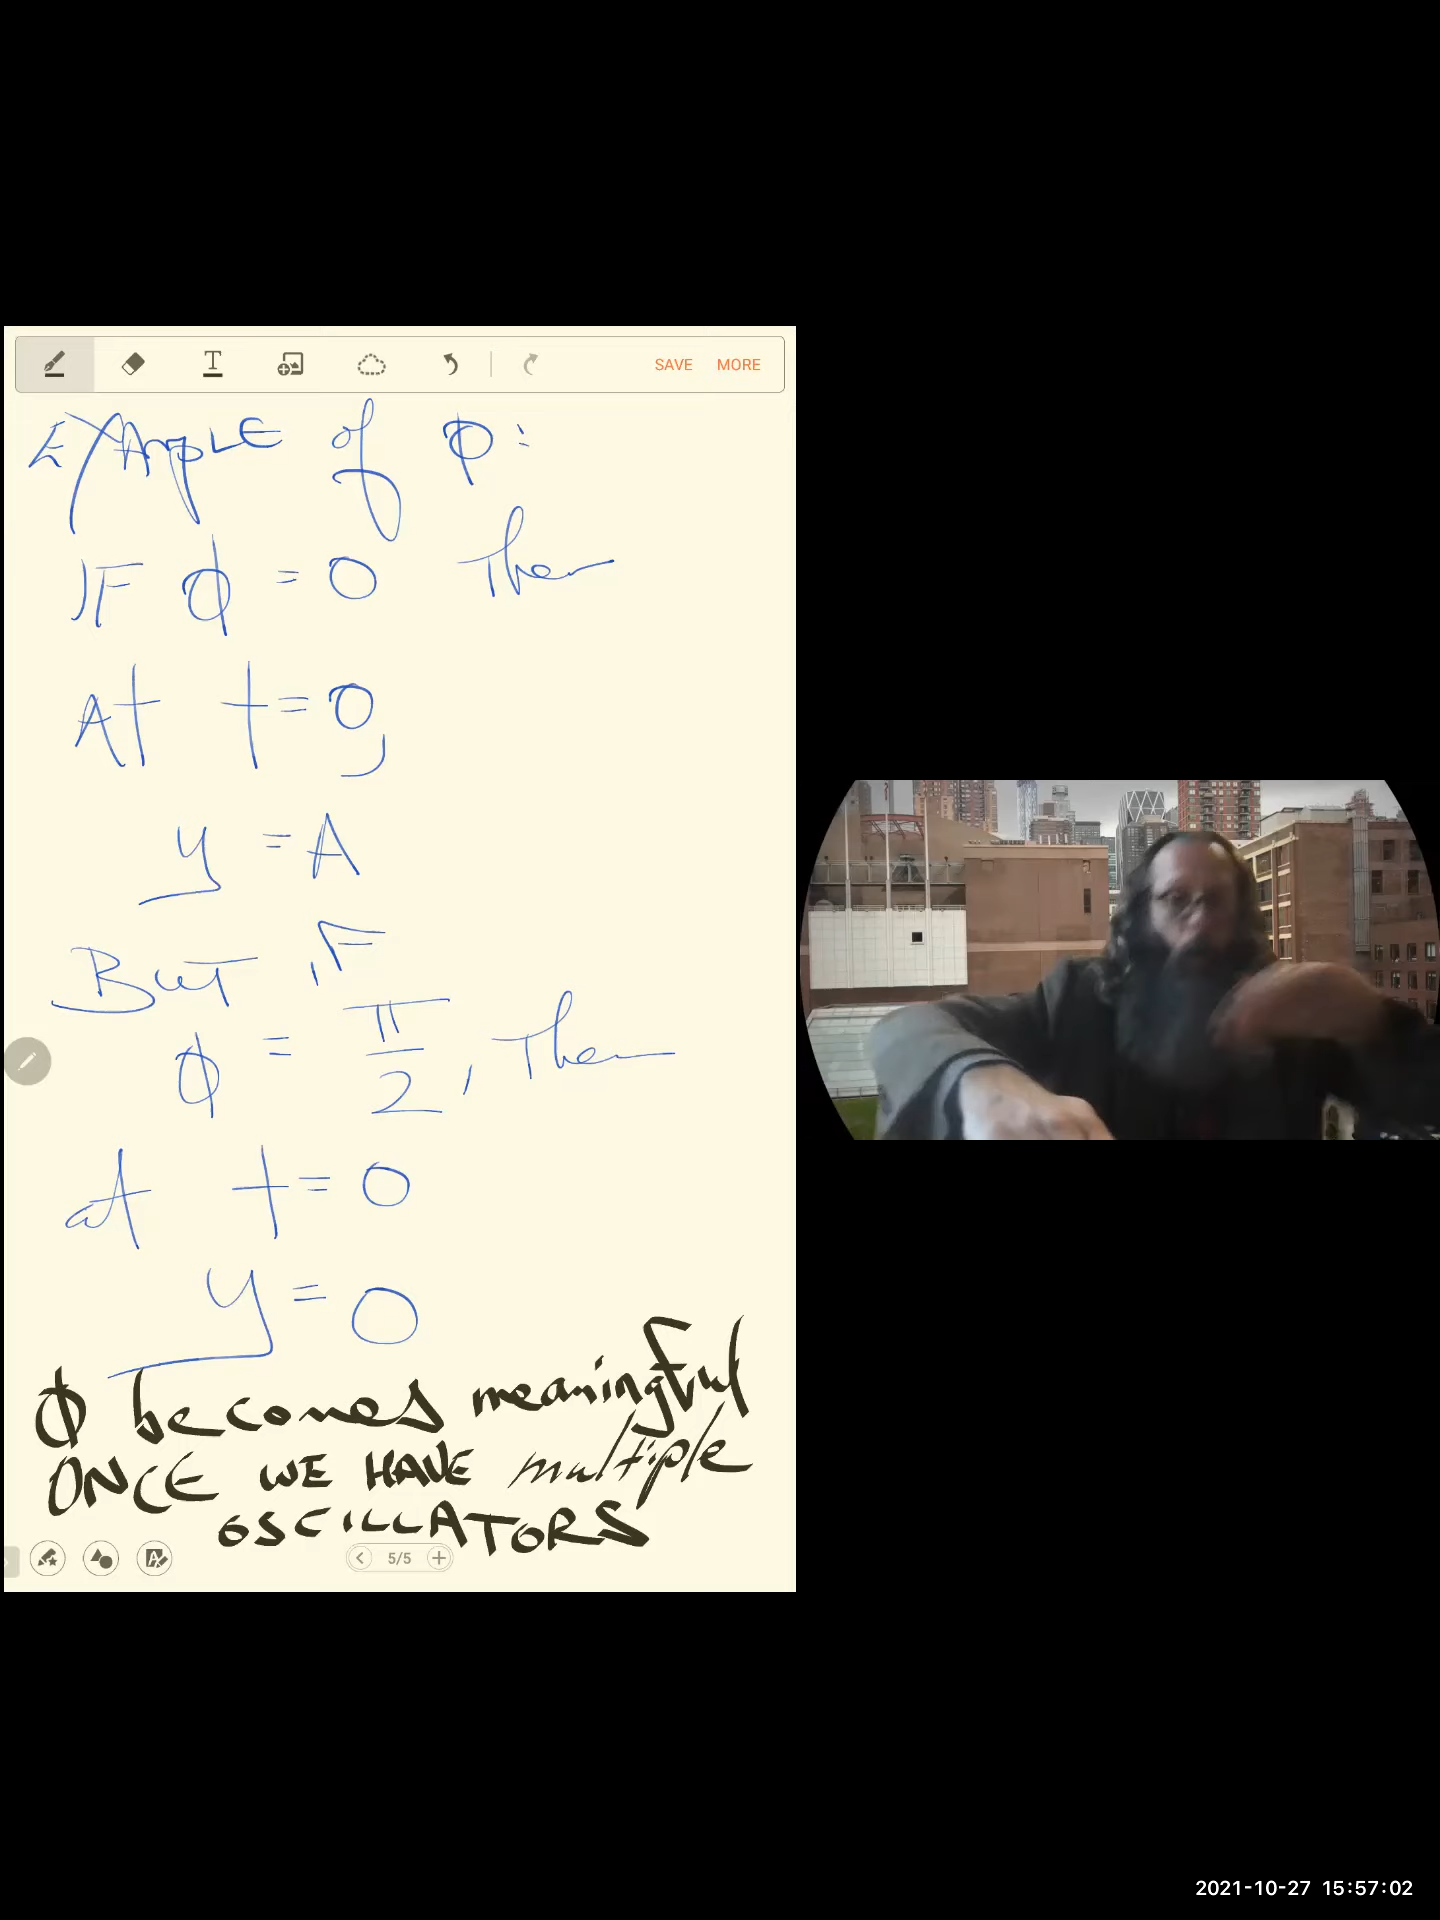 SAVE MORE
EXAmpLE of φ:
IF φ = 0 Then
At t = 0,
y = A
But iF
φ = π/2, Then
at t = 0
y = 0
φ becomes meaningful
ONCE WE HAVE multiple
OSCILLATORS
5/5
2021-10-27 15:57:02